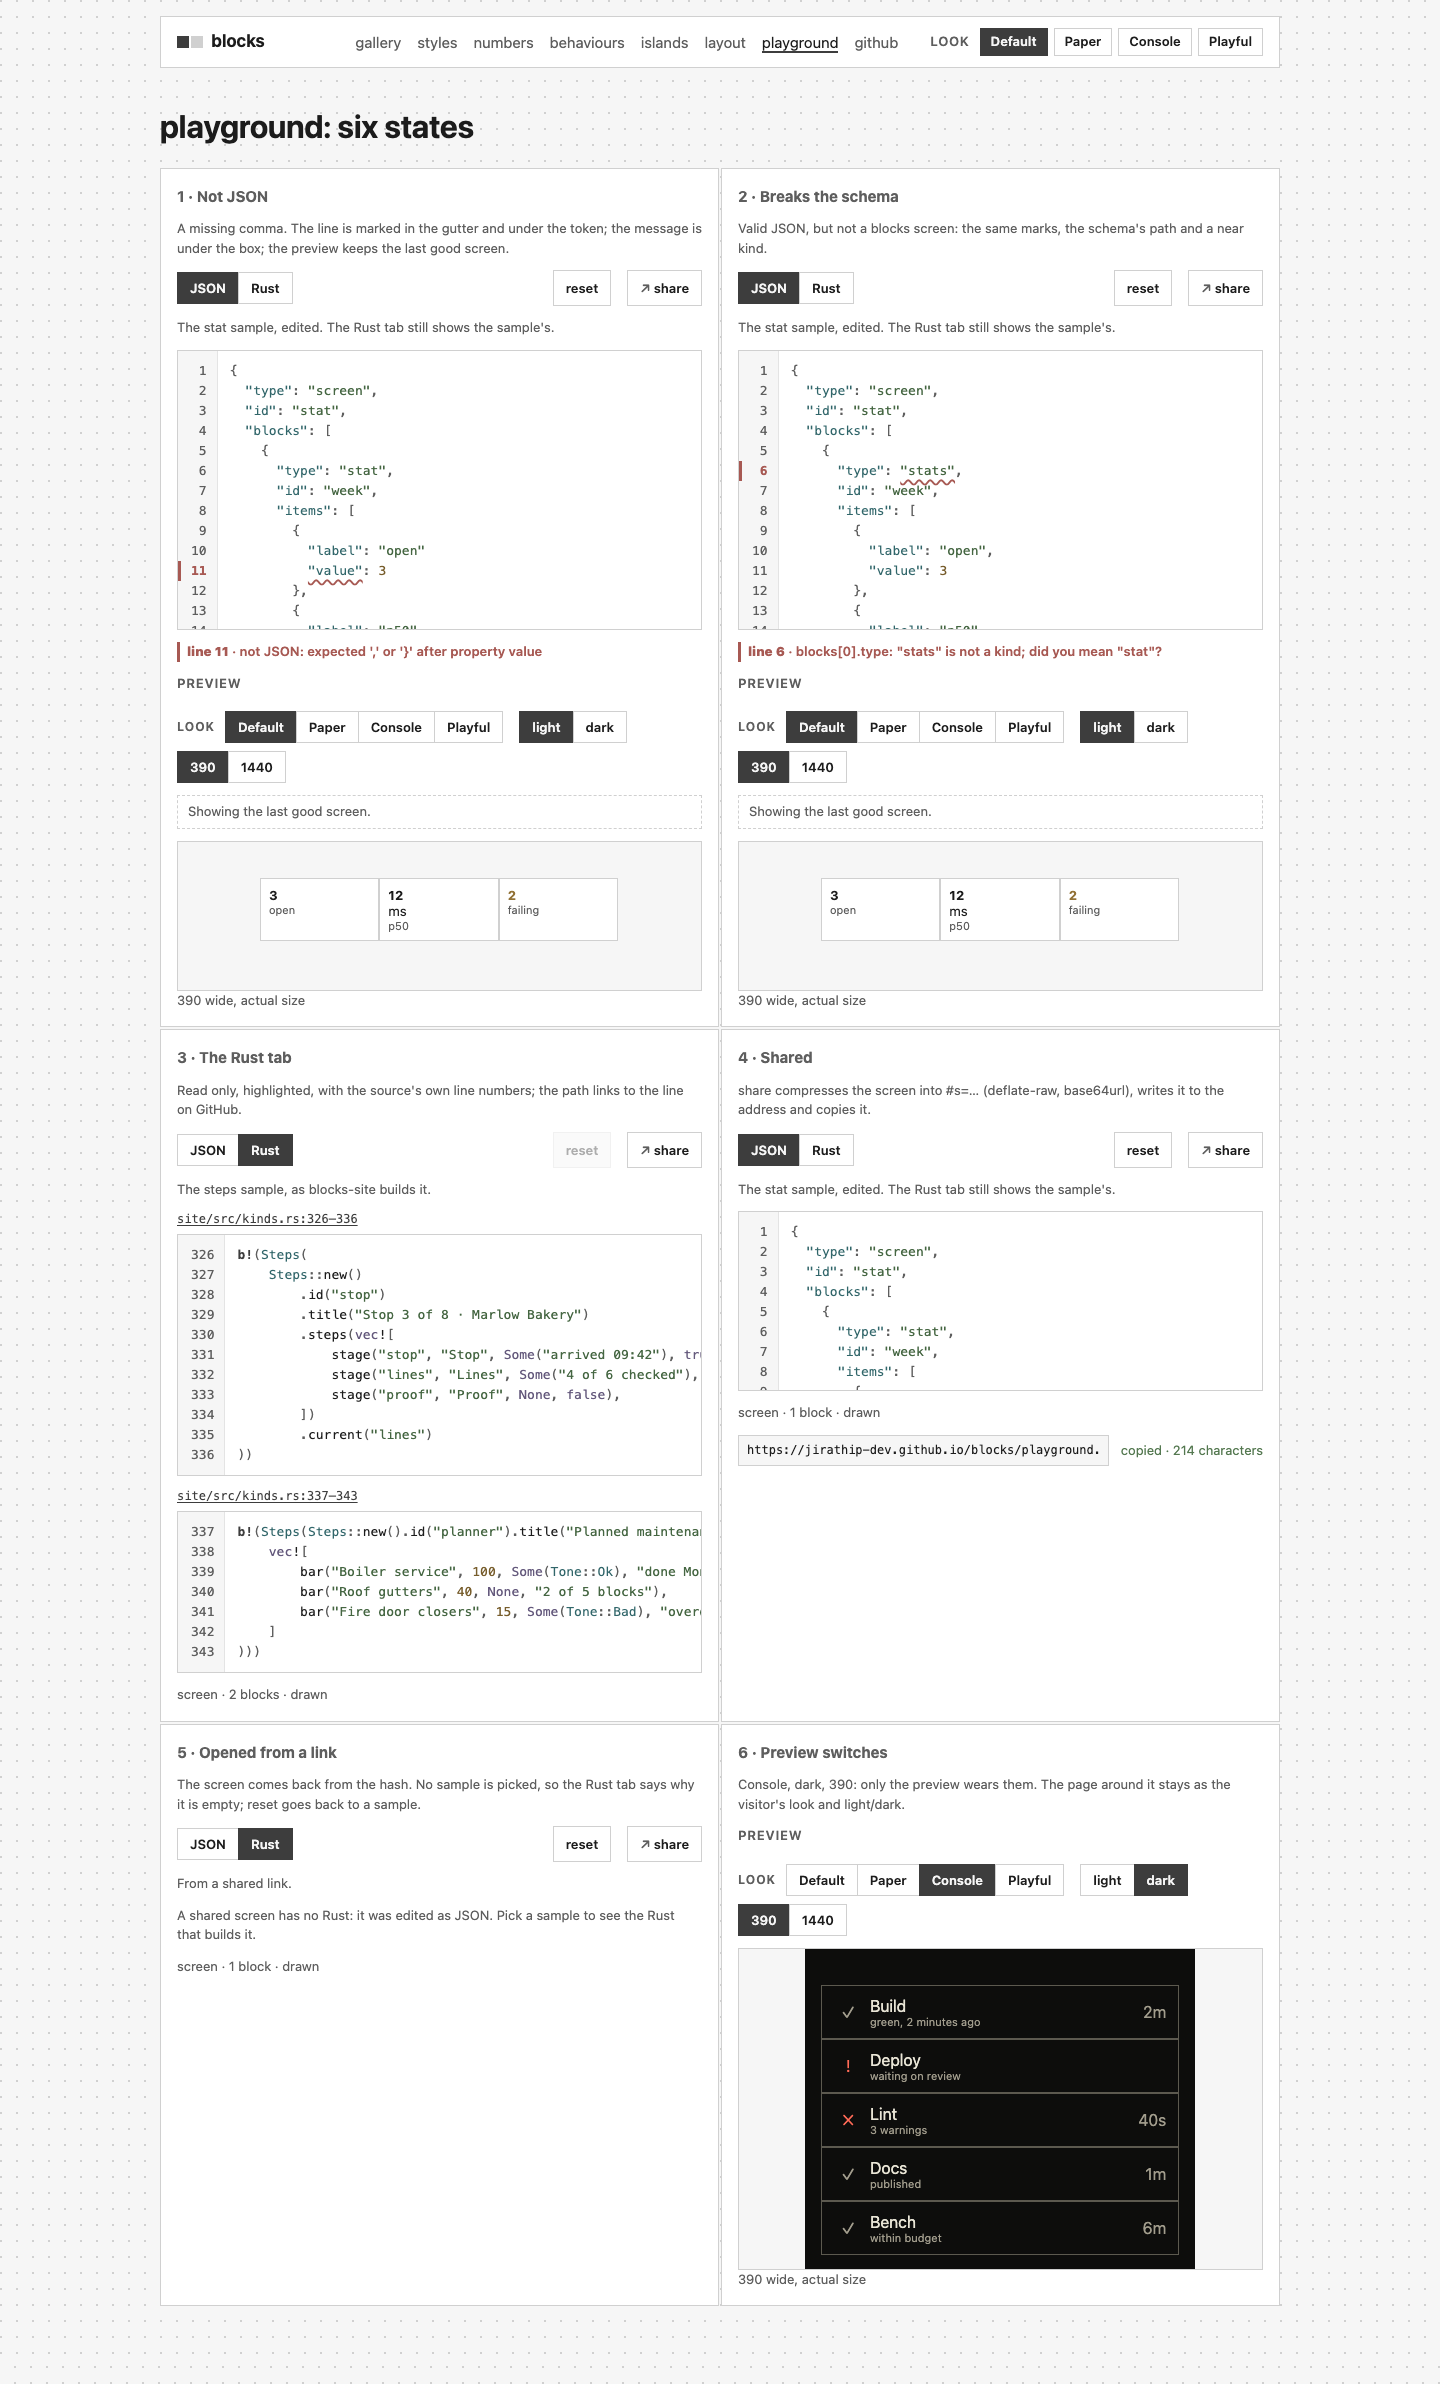 blocks
gallery styles numbers behaviours islands layout playground github LOOK Default Paper Console Playful
playground: six states
1 · Not JSON
A missing comma. The line is marked in the gutter and under the token; the message is
under the box; the preview keeps the last good screen.
JSON Rust reset ↗ share
The stat sample, edited. The Rust tab still shows the sample's.
1 {
2 "type": "screen",
3 "id": "stat",
4 "blocks": [
5 {
6 "type": "stat",
7 "id": "week",
8 "items": [
9 {
10 "label": "open"
11 "value": 3
12 },
13 {
14 "label": "p50"
line 11 · not JSON: expected ',' or '}' after property value
PREVIEW
LOOK Default Paper Console Playful light dark
390 1440
Showing the last good screen.
3 12 2
open ms failing
p50
390 wide, actual size
2 · Breaks the schema
Valid JSON, but not a blocks screen: the same marks, the schema's path and a near
kind.
JSON Rust reset ↗ share
The stat sample, edited. The Rust tab still shows the sample's.
1 {
2 "type": "screen",
3 "id": "stat",
4 "blocks": [
5 {
6 "type": "stats",
7 "id": "week",
8 "items": [
9 {
10 "label": "open",
11 "value": 3
12 },
13 {
14 "label": "p50"
line 6 · blocks[0].type: "stats" is not a kind; did you mean "stat"?
PREVIEW
LOOK Default Paper Console Playful light dark
390 1440
Showing the last good screen.
3 12 2
open ms failing
p50
390 wide, actual size
3 · The Rust tab
Read only, highlighted, with the source's own line numbers; the path links to the line
on GitHub.
JSON Rust reset ↗ share
The steps sample, as blocks-site builds it.
site/src/kinds.rs:326–336
326 b!(Steps(
327 Steps::new()
328 .id("stop")
329 .title("Stop 3 of 8 · Marlow Bakery")
330 .steps(vec![
331 stage("stop", "Stop", Some("arrived 09:42"), tru
332 stage("lines", "Lines", Some("4 of 6 checked"),
333 stage("proof", "Proof", None, false),
334 ])
335 .current("lines")
336 ))
site/src/kinds.rs:337–343
337 b!(Steps(Steps::new().id("planner").title("Planned maintenan
338 vec![
339 bar("Boiler service", 100, Some(Tone::Ok), "done Mon
340 bar("Roof gutters", 40, None, "2 of 5 blocks"),
341 bar("Fire door closers", 15, Some(Tone::Bad), "overd
342 ]
343 )))
screen · 2 blocks · drawn
4 · Shared
share compresses the screen into #s=… (deflate-raw, base64url), writes it to the
address and copies it.
JSON Rust reset ↗ share
The stat sample, edited. The Rust tab still shows the sample's.
1 {
2 "type": "screen",
3 "id": "stat",
4 "blocks": [
5 {
6 "type": "stat",
7 "id": "week",
8 "items": [
9 {
screen · 1 block · drawn
https://jirathip-dev.github.io/blocks/playground. copied · 214 characters
5 · Opened from a link
The screen comes back from the hash. No sample is picked, so the Rust tab says why
it is empty; reset goes back to a sample.
JSON Rust reset ↗ share
From a shared link.
A shared screen has no Rust: it was edited as JSON. Pick a sample to see the Rust
that builds it.
screen · 1 block · drawn
6 · Preview switches
Console, dark, 390: only the preview wears them. The page around it stays as the
visitor's look and light/dark.
PREVIEW
LOOK Default Paper Console Playful light dark
390 1440
✓ Build 2m
green, 2 minutes ago
! Deploy
waiting on review
✕ Lint 40s
3 warnings
✓ Docs 1m
published
✓ Bench 6m
within budget
390 wide, actual size